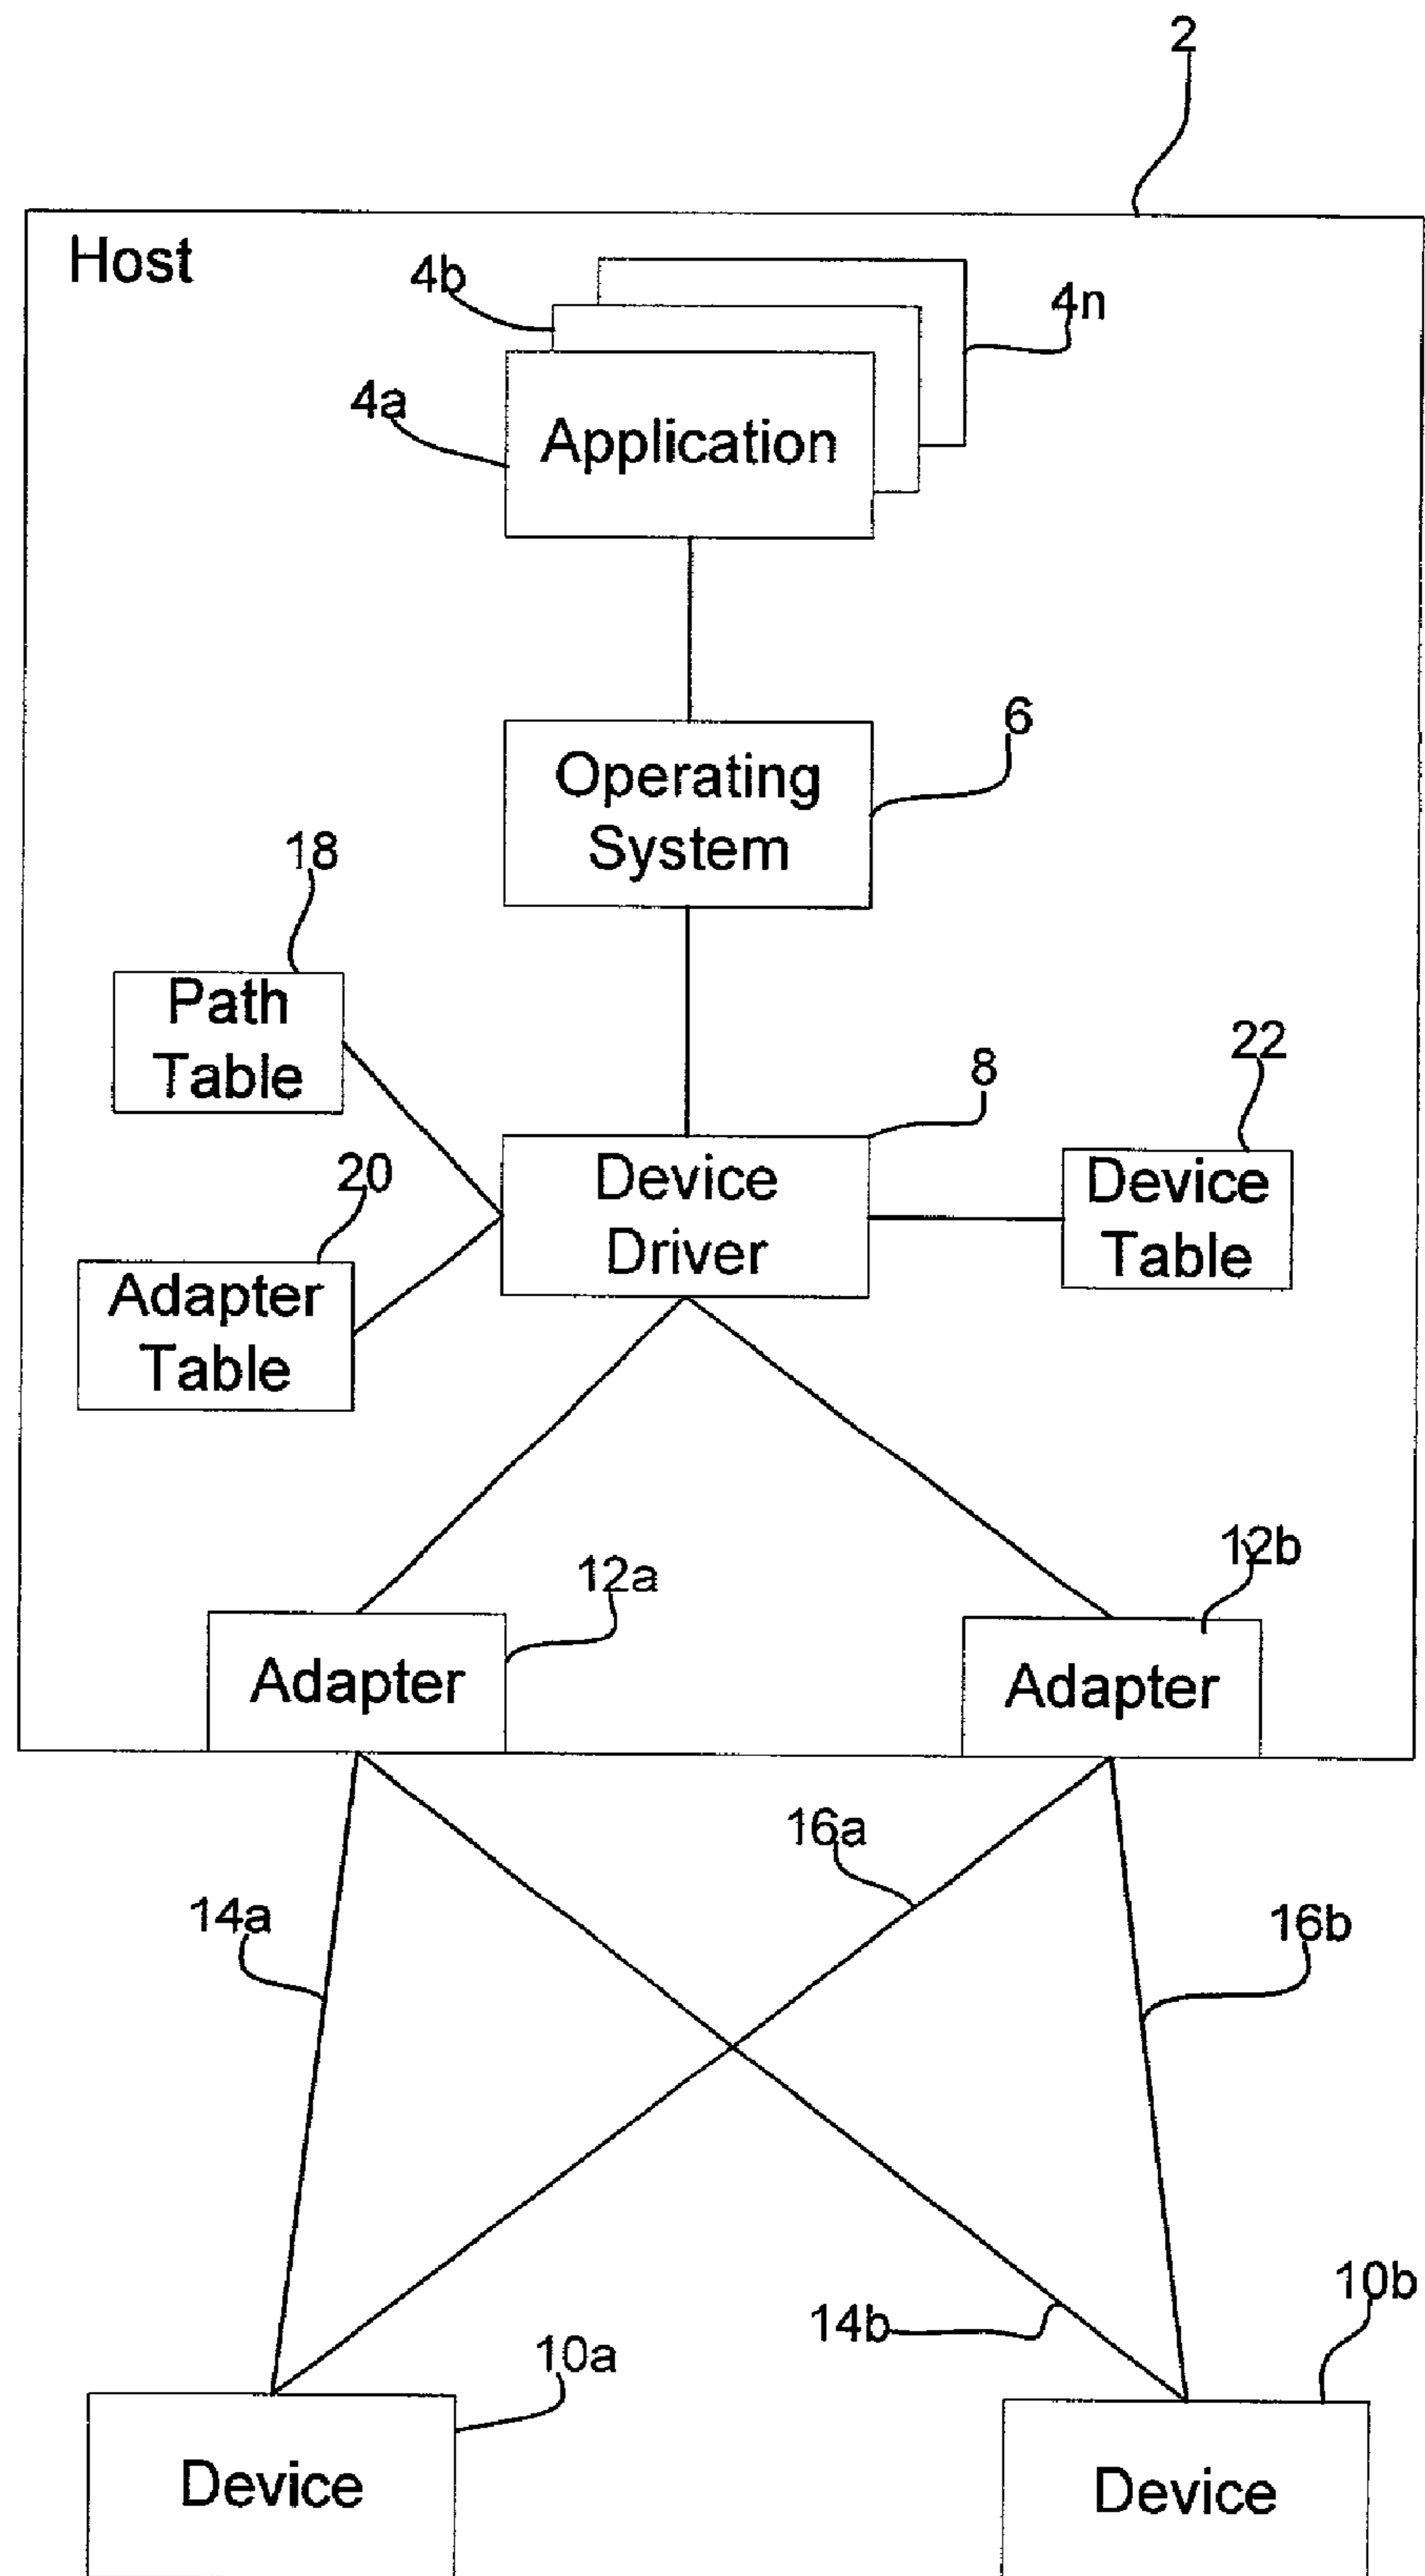 2
Host
4b
4n
4a
Application
6
Operating
System
18
Path
Table
22
8
Device
Driver
Device
Table
20
Adapter
Table
12a
12b
Adapter
Adapter
16a
14a
16b
14b
10b
10a
Device
Device